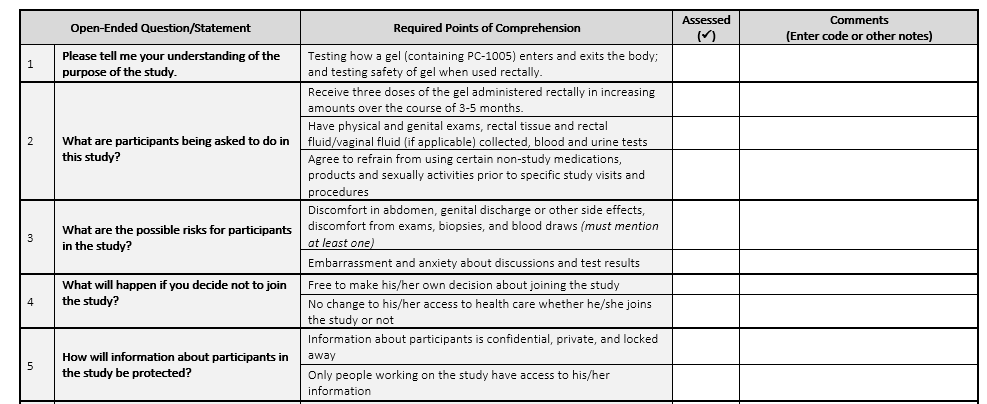 Open-Ended Question/Statement
Required Points of Comprehension
Assessed
(✓)
Comments
(Enter code or other notes)
1
Please tell me your understanding of the
purpose of the study.
Testing how a gel (containing PC-1005) enters and exits the body;
and testing safety of gel when used rectally.
2
What are participants being asked to do in
this study?
Receive three doses of the gel administered rectally in increasing
amounts over the course of 3-5 months.
Have physical and genital exams, rectal tissue and rectal
fluid/vaginal fluid (if applicable) collected, blood and urine tests
Agree to refrain from using certain non-study medications,
products and sexually activities prior to specific study visits and
procedures
3
What are the possible risks for participants
in the study?
Discomfort in abdomen, genital discharge or other side effects,
discomfort from exams, biopsies, and blood draws (must mention
at least one)
Embarrassment and anxiety about discussions and test results
4
What will happen if you decide not to join
the study?
Free to make his/her own decision about joining the study
No change to his/her access to health care whether he/she joins
the study or not
5
How will information about participants in
the study be protected?
Information about participants is confidential, private, and locked
away
Only people working on the study have access to his/her
information